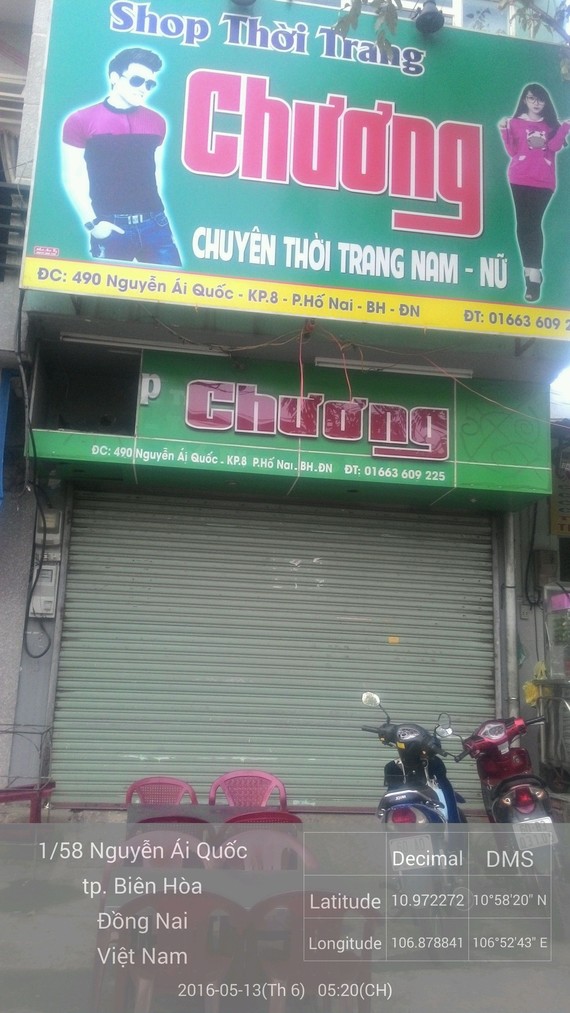 Shop Thời Trang
Chương
CHUYÊN THỜI TRANG NAM - NỮ
ĐC: 490 Nguyễn Ái Quốc - KP.8 - P.Hố Nai - BH - ĐN
ĐT: 01663 609 2
p Chương
ĐC: 490 Nguyễn Ái Quốc - KP.8 P.Hố Nai - BH - ĐN ĐT: 01663 609 225
1/58 Nguyễn Ái Quốc
tp. Biên Hòa
Đồng Nai
Việt Nam
Decimal DMS
Latitude 10.972272 10°58'20" N
Longitude 106.878841 106°52'43" E
2016-05-13(Th 6) 05:20(CH)